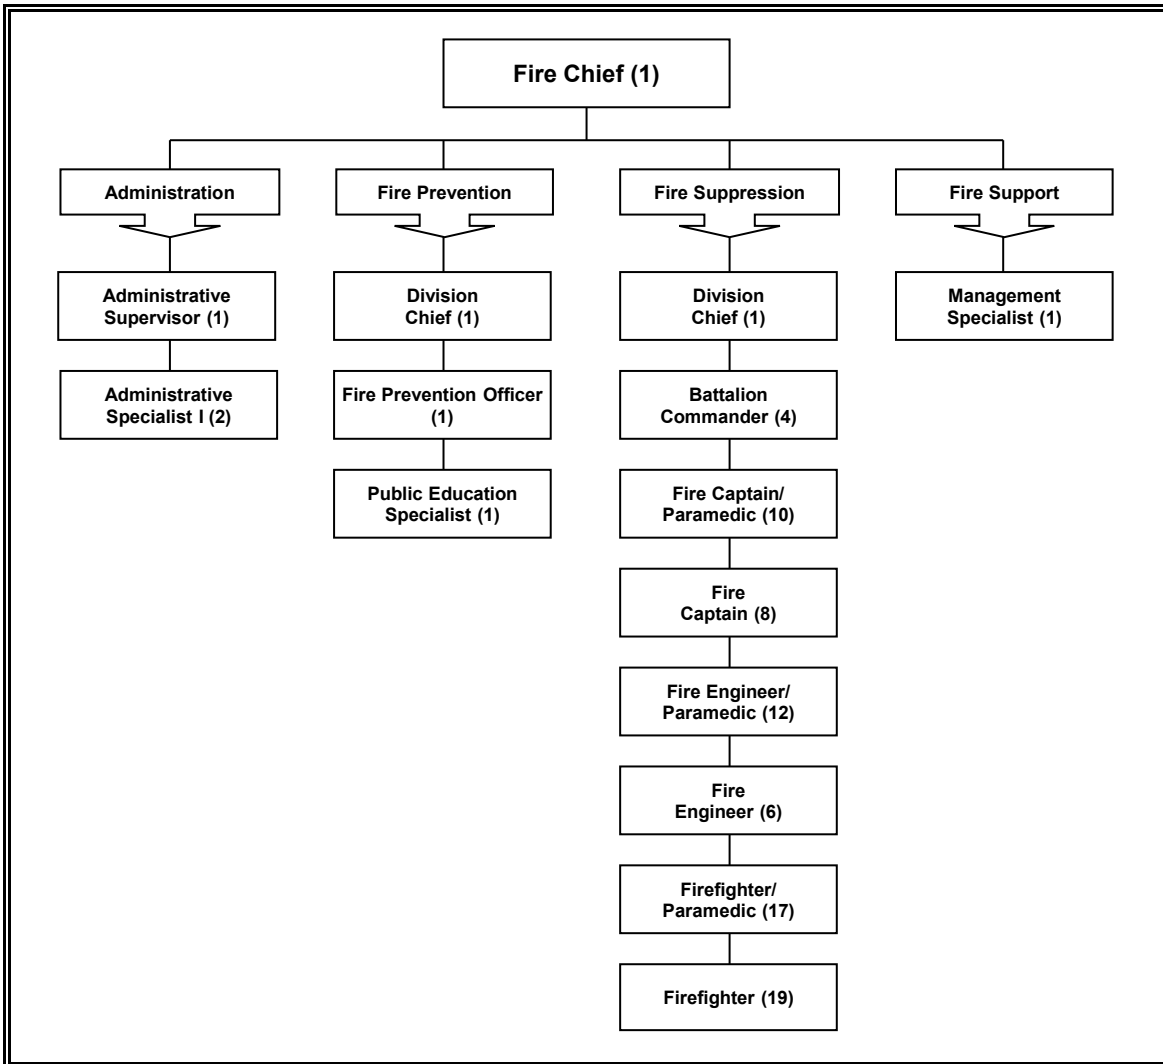 Fire Chief (1)
Administration
Fire Prevention
Fire Suppression
Fire Support
Administrative
Supervisor (1)
Division
Chief (1)
Division
Chief (1)
Management
Specialist (1)
Administrative
Specialist I (2)
Fire Prevention Officer
(1)
Battalion
Commander (4)
Public Education
Specialist (1)
Fire Captain/
Paramedic (10)
Fire
Captain (8)
Fire Engineer/
Paramedic (12)
Fire
Engineer (6)
Firefighter/
Paramedic (17)
Firefighter (19)